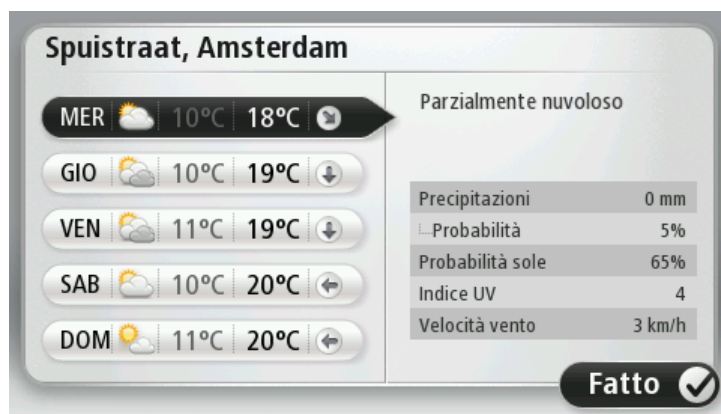 Spuistraat, Amsterdam
MER 10°C 18°C
GIO 10°C 19°C
VEN 11°C 19°C
SAB 10°C 20°C
DOM 11°C 20°C
Parzialmente nuvoloso
Precipitazioni 0 mm
Probabilità 5%
Probabilità sole 65%
Indice UV 4
Velocità vento 3 km/h
Fatto